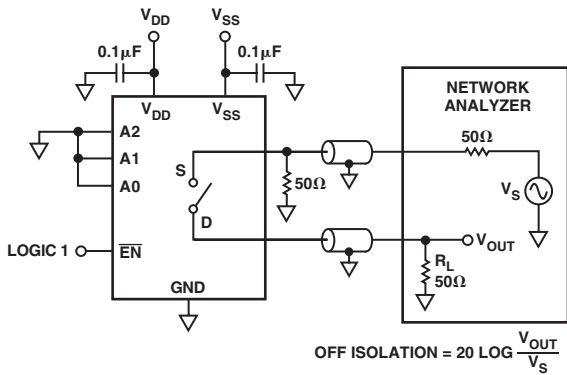 VDD VSS
0.1µF 0.1µF
VDD VSS
NETWORK
ANALYZER
A2
A1
A0
S
D
50Ω
50Ω
VS
LOGIC 1 EN
VOUT
RL
50Ω
GND
OFF ISOLATION = 20 LOG VOUT/VS